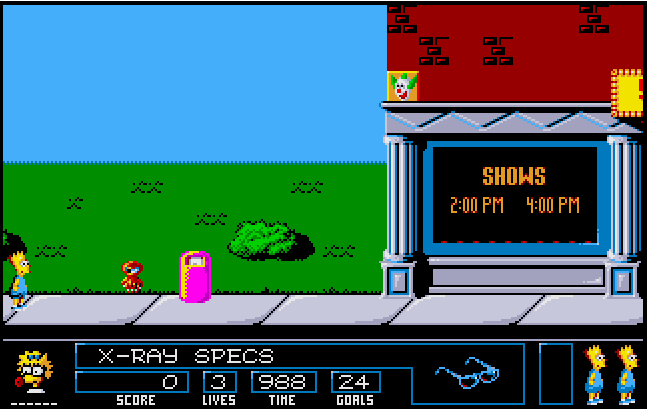 SHOWS
2:00 PM 4:00 PM
X-RAY SPECS
0 3 988 24
SCORE LIVES TIME GOALS